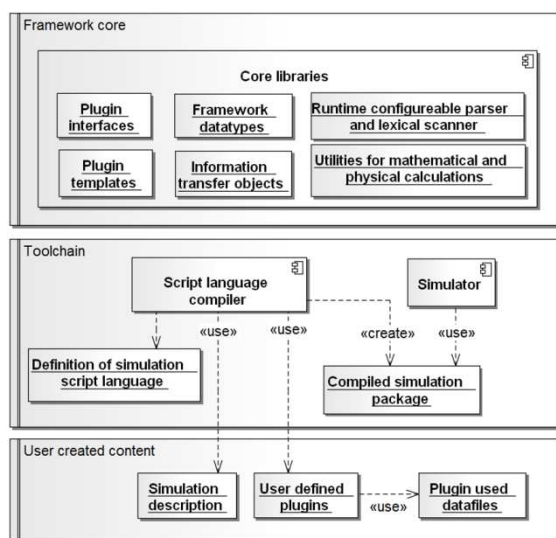 Framework core
Core libraries
Plugin
interfaces
Framework
datatypes
Runtime configureable parser
and lexical scanner
Plugin
templates
Information
transfer objects
Utilities for mathematical and
physical calculations
Toolchain
Script language
compiler
Simulator
«use»
«use»
«create»
«use»
Definition of simulation
script language
Compiled simulation
package
User created content
Simulation
description
User defined
plugins
«use»
Plugin used
datafiles